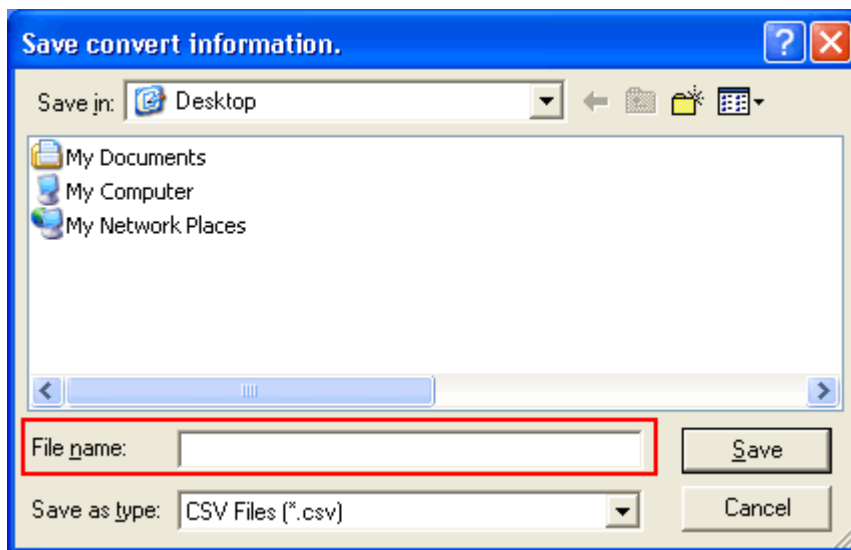 Save convert information.
Save in: Desktop
My Documents
My Computer
My Network Places
File name:
Save
Save as type: CSV Files (*.csv)
Cancel